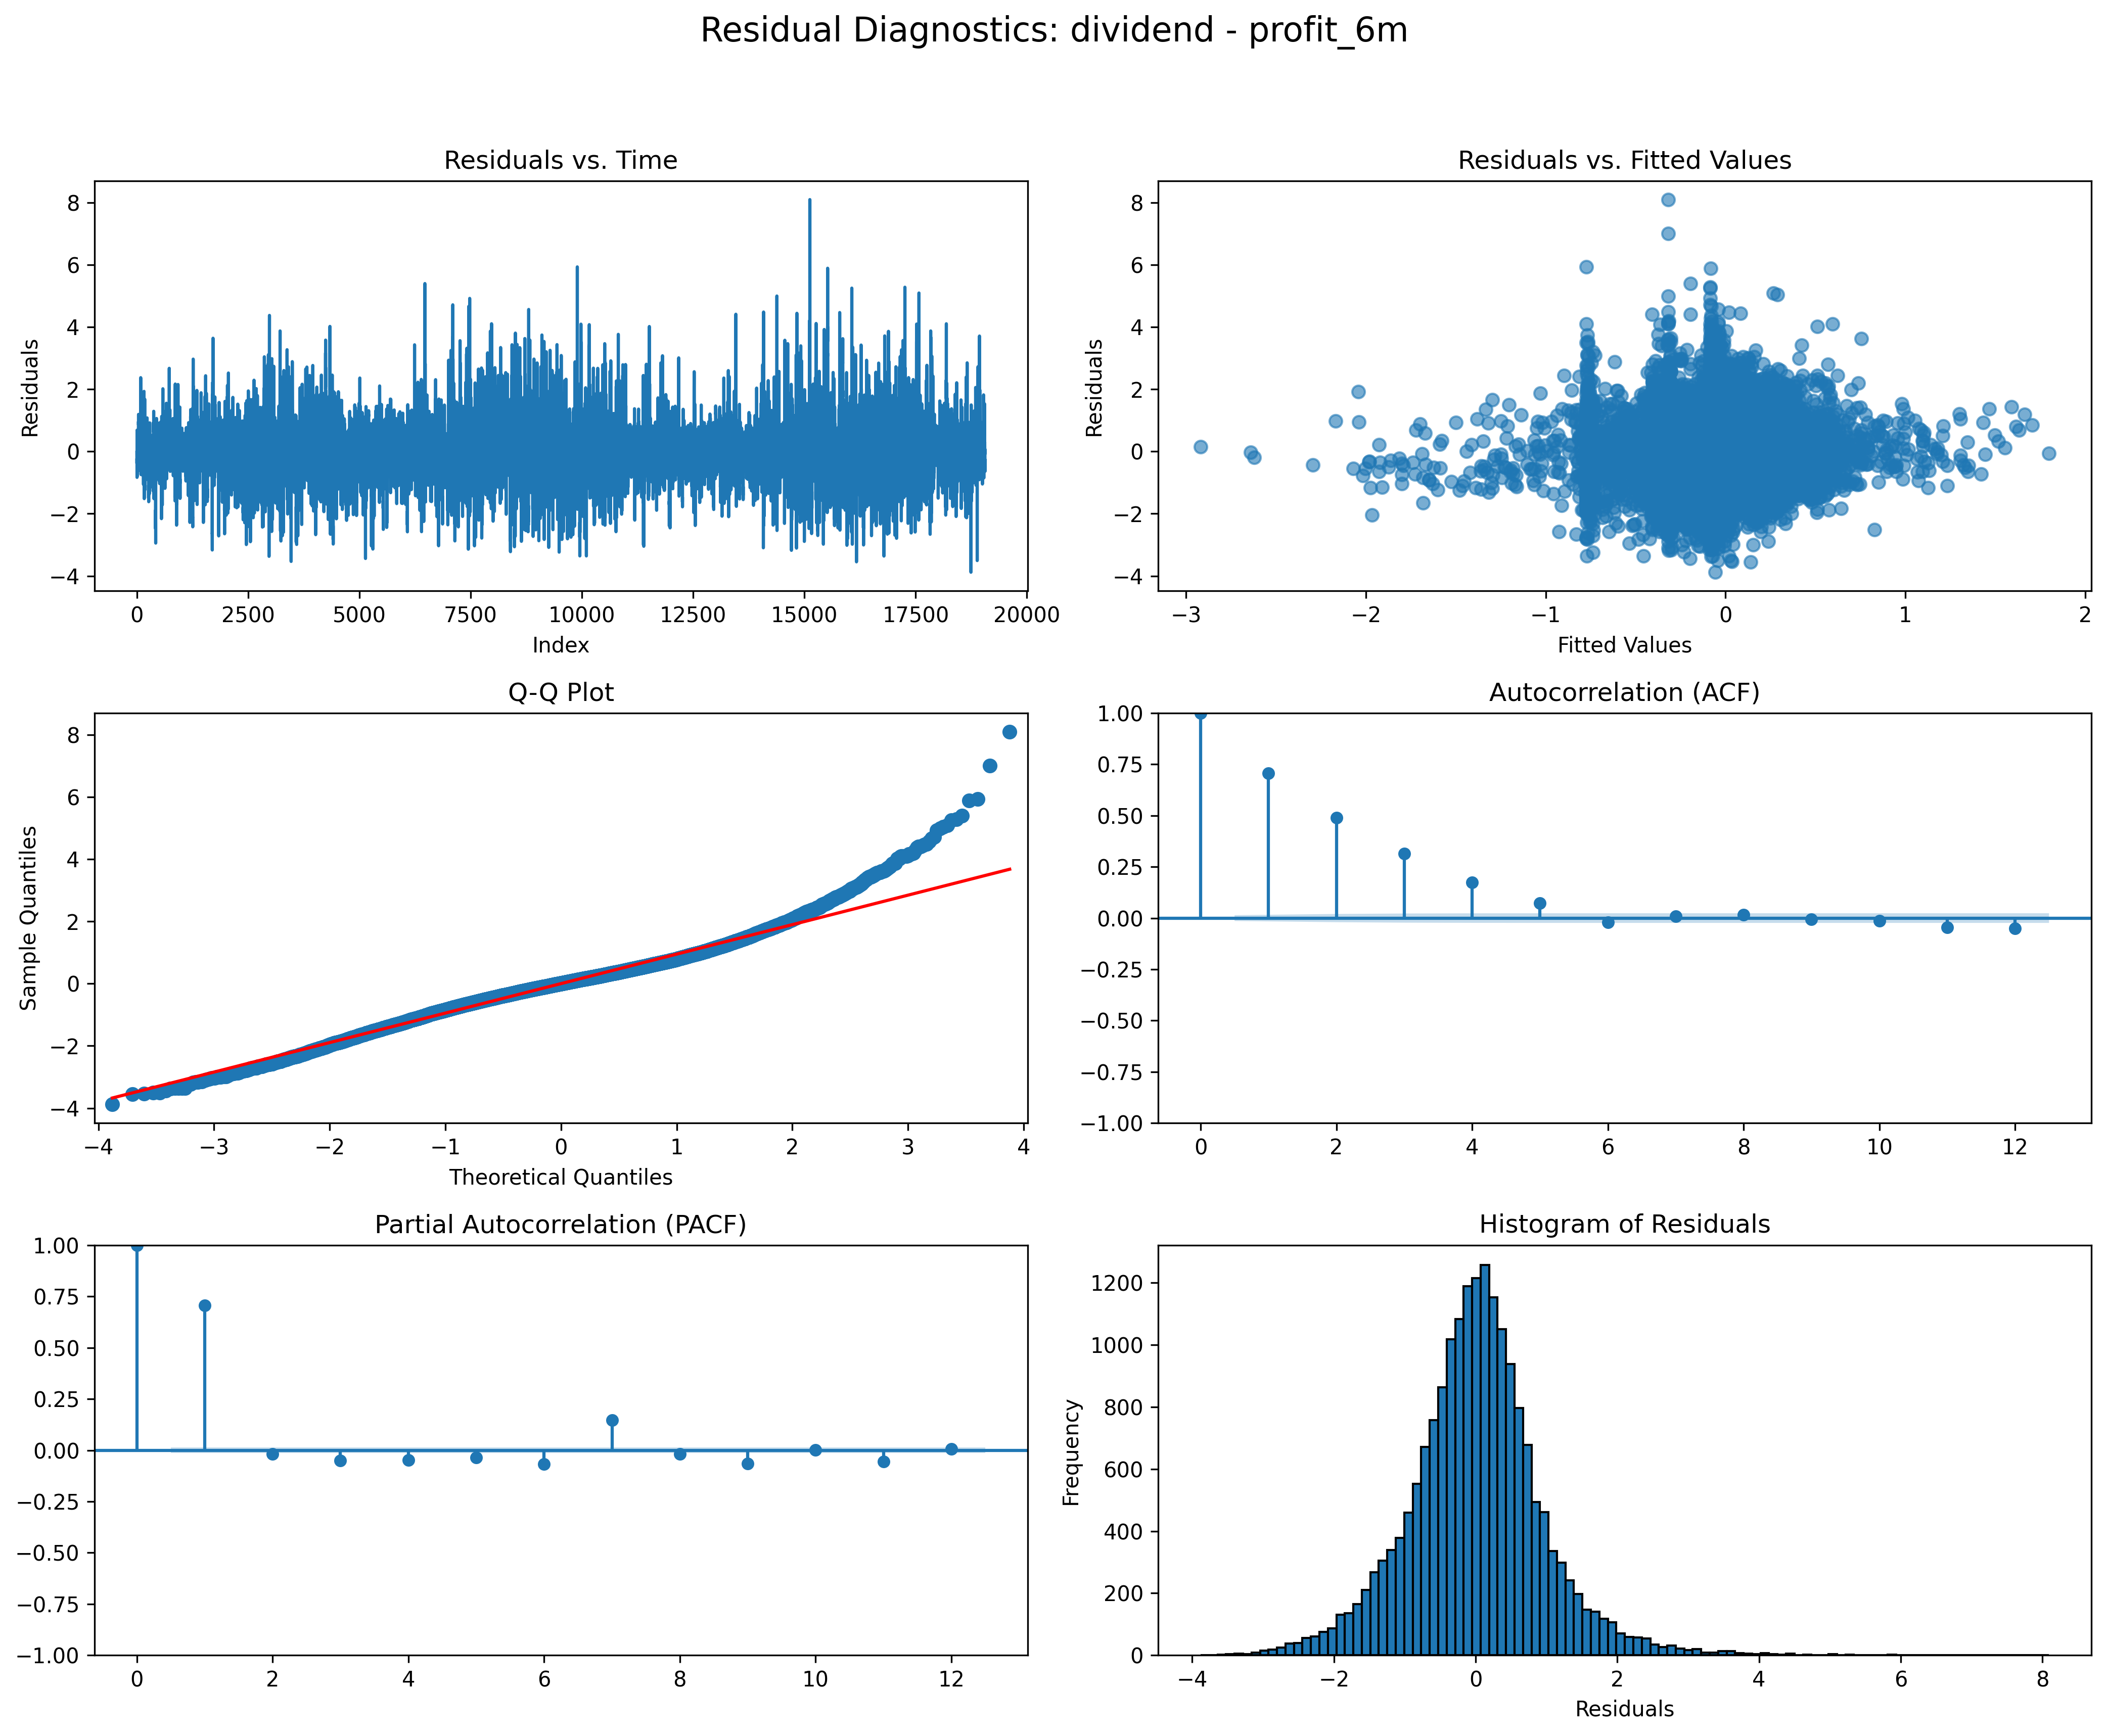 Residual Diagnostics: dividend - profit_6m
Residuals vs. Time
Residuals
8
6
4
2
0
−2
−4
0 2500 5000 7500 10000 12500 15000 17500 20000
Index
Residuals vs. Fitted Values
Residuals
8
6
4
2
0
−2
−4
−3 −2 −1 0 1 2
Fitted Values
Q-Q Plot
Sample Quantiles
8
6
4
2
0
−2
−4
−4 −3 −2 −1 0 1 2 3 4
Theoretical Quantiles
Autocorrelation (ACF)
1.00
0.75
0.50
0.25
0.00
−0.25
−0.50
−0.75
−1.00
0 2 4 6 8 10 12
Partial Autocorrelation (PACF)
1.00
0.75
0.50
0.25
0.00
−0.25
−0.50
−0.75
−1.00
0 2 4 6 8 10 12
Histogram of Residuals
Frequency
1200
1000
800
600
400
200
0
−4 −2 0 2 4 6 8
Residuals